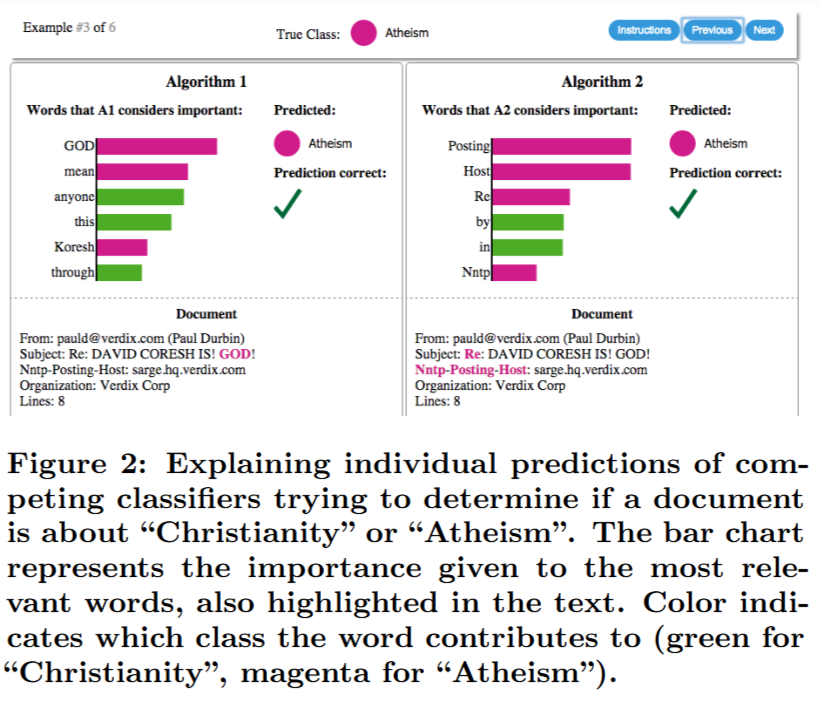 Example #3 of 6
True Class: Atheism
Instructions Previous Next
Algorithm 1
Words that A1 considers important: Predicted:
GOD
mean
anyone
this
Koresh
through
Atheism
Prediction correct:
Document
From: pauld@verdix.com (Paul Durbin)
Subject: Re: DAVID CORESH IS! GOD!
Nntp-Posting-Host: sarge.hq.verdix.com
Organization: Verdix Corp
Lines: 8
Algorithm 2
Words that A2 considers important: Predicted:
Posting
Host
Re
by
in
Nntp
Atheism
Prediction correct:
Document
From: pauld@verdix.com (Paul Durbin)
Subject: Re: DAVID CORESH IS! GOD!
Nntp-Posting-Host: sarge.hq.verdix.com
Organization: Verdix Corp
Lines: 8
Figure 2: Explaining individual predictions of com-
peting classifiers trying to determine if a document
is about “Christianity” or “Atheism”. The bar chart
represents the importance given to the most rele-
vant words, also highlighted in the text. Color indi-
cates which class the word contributes to (green for
“Christianity”, magenta for “Atheism”).